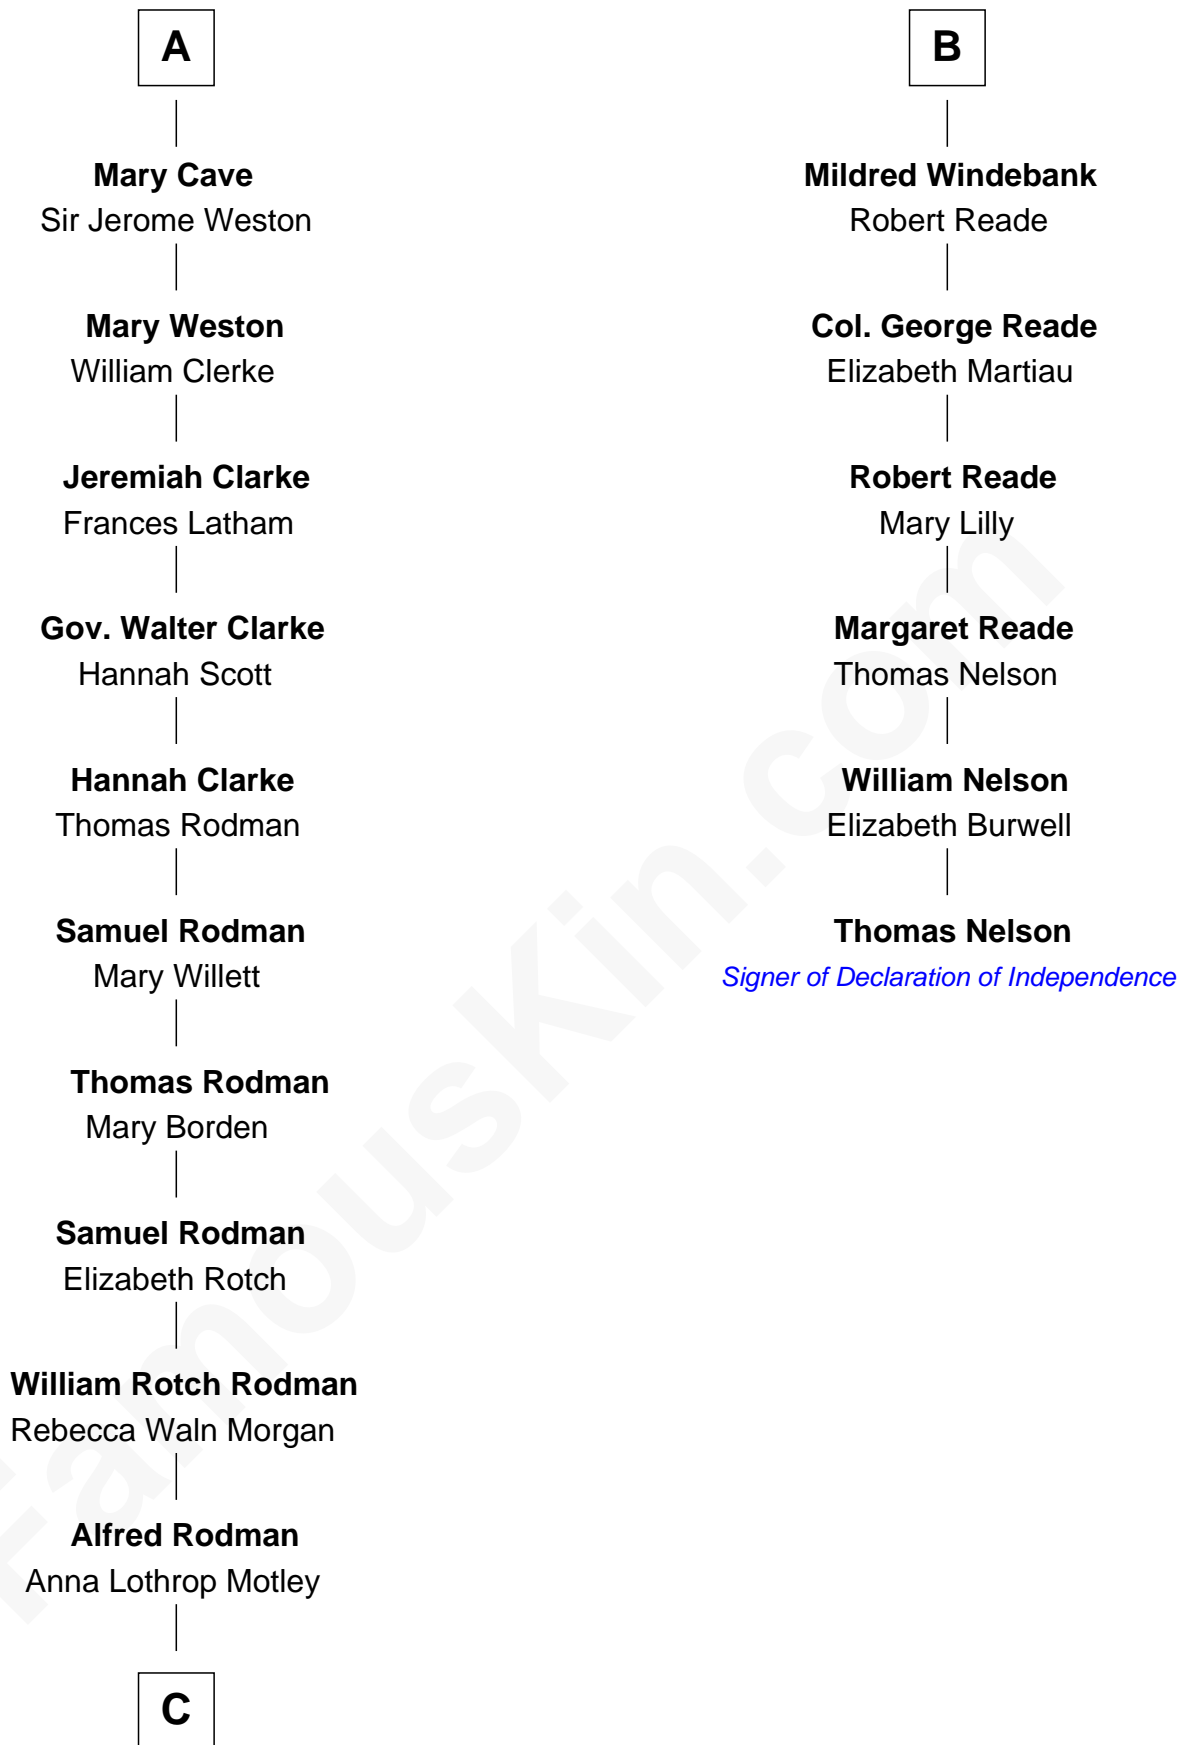 A
Mary Cave
Sir Jerome Weston
Mary Weston
William Clerke
Jeremiah Clarke
Frances Latham
Gov. Walter Clarke
Hannah Scott
Hannah Clarke
Thomas Rodman
Samuel Rodman
Mary Willett
Thomas Rodman
Mary Borden
Samuel Rodman
Elizabeth Rotch
William Rotch Rodman
Rebecca Waln Morgan
Alfred Rodman
Anna Lothrop Motley
C
B
Mildred Windebank
Robert Reade
Col. George Reade
Elizabeth Martiau
Robert Reade
Mary Lilly
Margaret Reade
Thomas Nelson
William Nelson
Elizabeth Burwell
Thomas Nelson
Signer of Declaration of Independence
FamousKin.com